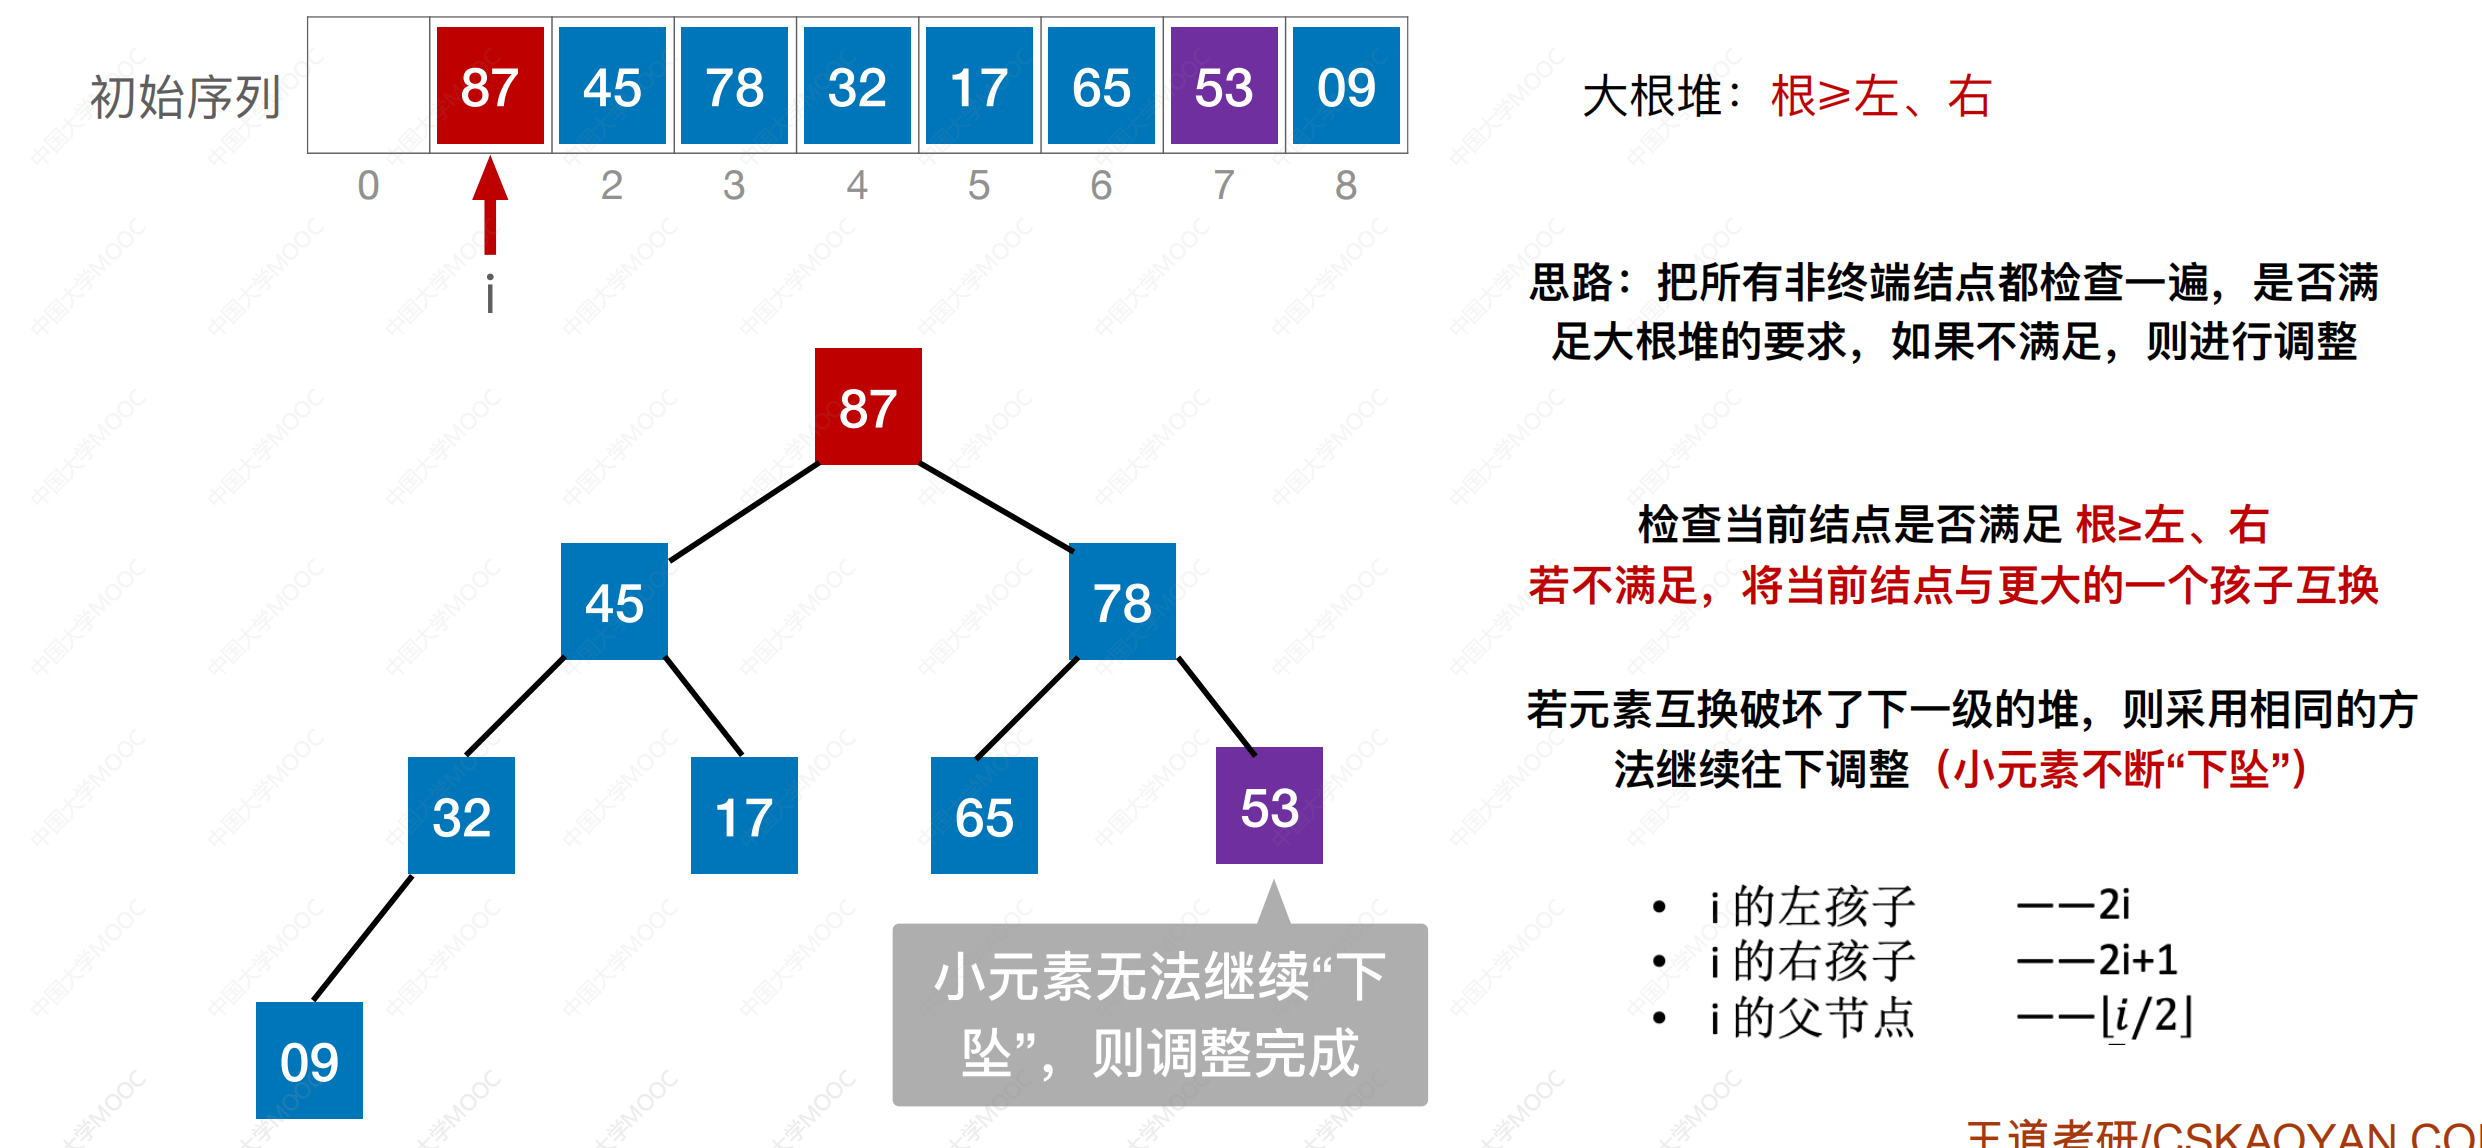 初始序列
87 45 78 32 17 65 53 09
0 2 3 4 5 6 7 8
i
大根堆：根≥左、右
思路：把所有非终端结点都检查一遍，是否满
足大根堆的要求，如果不满足，则进行调整
87
45 78
32 17 65 53
09
小元素无法继续“下
坠”，则调整完成
检查当前结点是否满足 根≥左、右
若不满足，将当前结点与更大的一个孩子互换
若元素互换破坏了下一级的堆，则采用相同的方
法继续往下调整（小元素不断“下坠”）
• i 的左孩子 ——2i
• i 的右孩子 ——2i+1
• i 的父节点 ——⌊i/2⌋
王道考研/CSKAOYAN.CO
中国大学MOOC